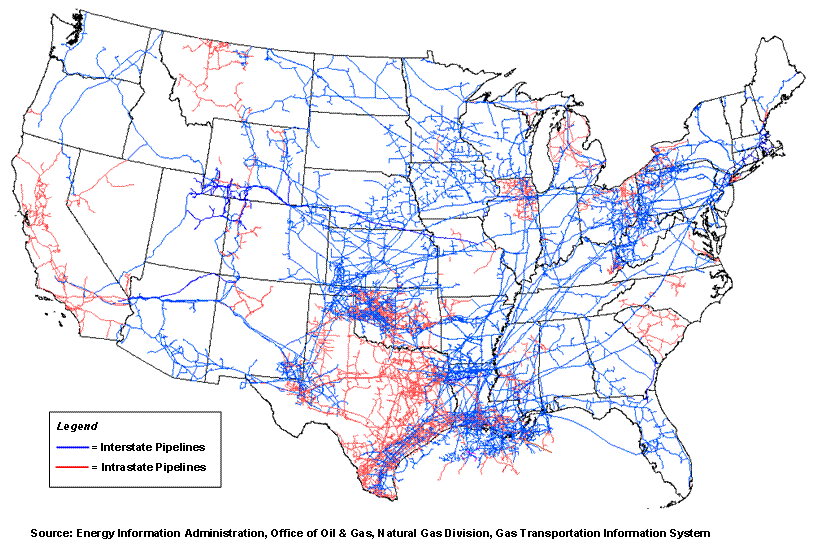 Legend
= Interstate Pipelines
= Intrastate Pipelines
Source: Energy Information Administration, Office of Oil & Gas, Natural Gas Division, Gas Transportation Information System